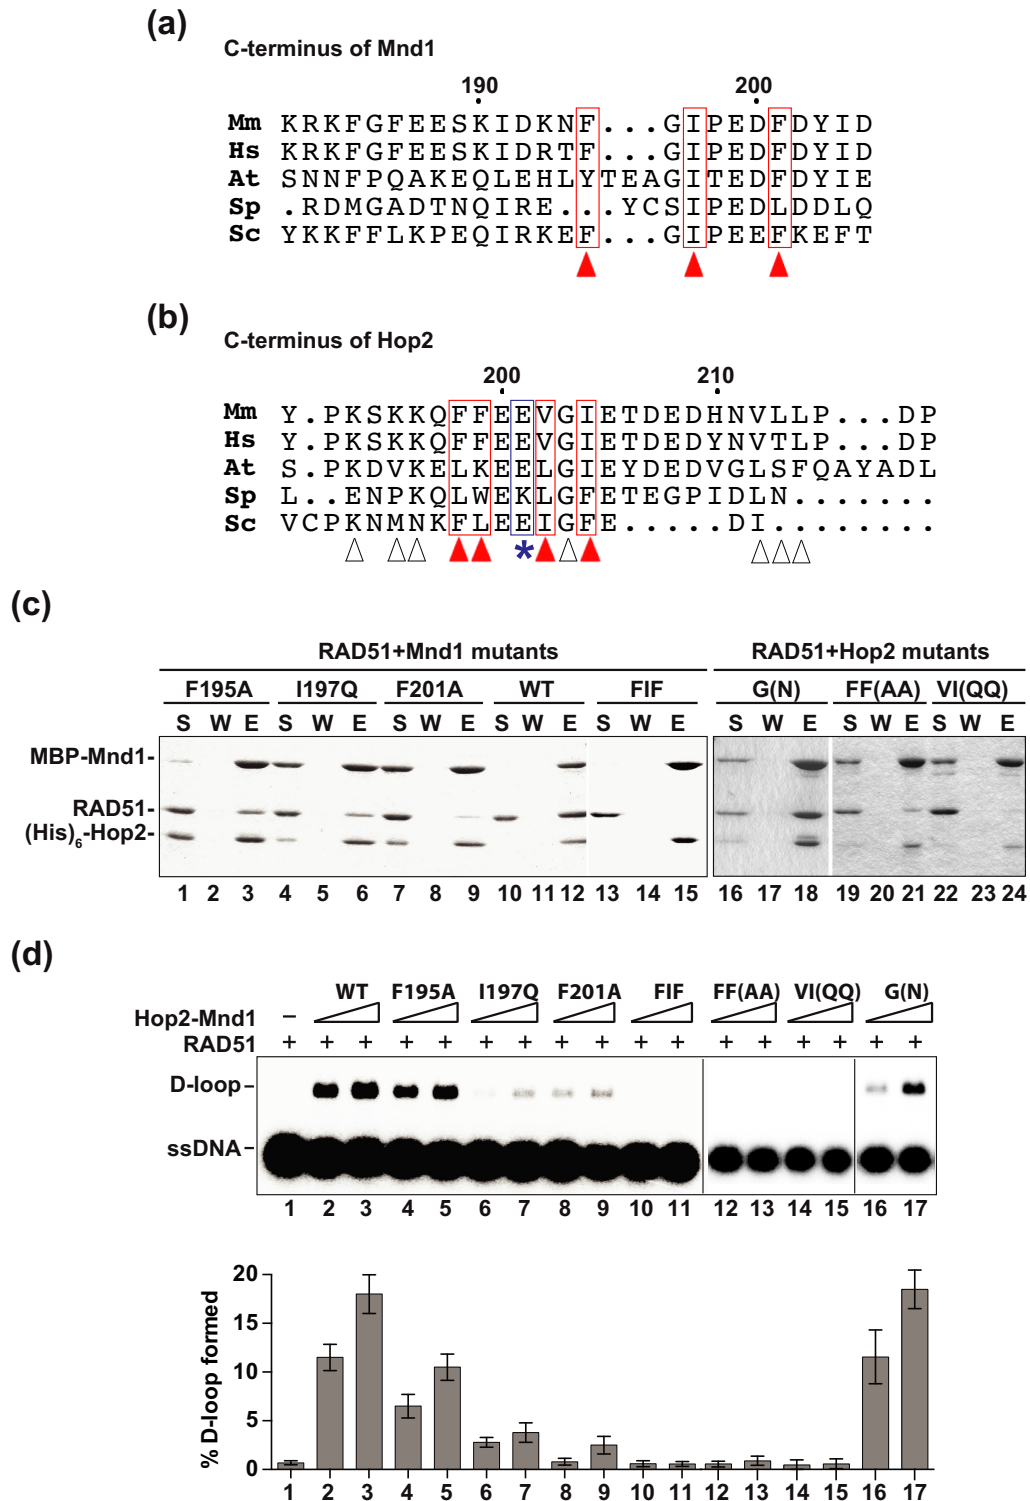 (a)
C-terminus of Mnd1
190 200
Mm KRKFGFEESKIDKNF...GIPEDFDYID
Hs KRKFGFEESKIDRTF...GIPEDFDYID
At SNNFPQAKEQLEHLYTEAGITEDFDYIE
Sp .RDMGADTNQIRE...YCSIPEDLDDLQ
Sc YKKFFLKPEQIRKEF...GIPEEFKEFT
(b)
C-terminus of Hop2
200 210
Mm Y.PKSKKQFFEEVGIETDEDHNVLLP...DP
Hs Y.PKSKKQFFEEVGIETDEDYNVTLP...DP
At S.PKDVKELKEELGIEYDEDVGLSFQAYADL
Sp L..ENPKQLWEKLGFETEGPIDLN.......
Sc VCPKNMNKFLEEIGFE.....DI........
*
(c)
RAD51+Mnd1 mutants RAD51+Hop2 mutants
F195A I197Q F201A WT FIF G(N) FF(AA) VI(QQ)
S W E S W E S W E S W E S W E S W E S W E S W E
MBP-Mnd1-
RAD51-
(His)6-Hop2-
1 2 3 4 5 6 7 8 9 10 11 12 13 14 15 16 17 18 19 20 21 22 23 24
(d)
WT F195A I197Q F201A FIF FF(AA) VI(QQ) G(N)
Hop2-Mnd1 –
RAD51 + + + + + + + + + + + + + + + + +
D-loop –
ssDNA –
1 2 3 4 5 6 7 8 9 10 11 12 13 14 15 16 17
% D-loop formed
20
15
10
5
0
1 2 3 4 5 6 7 8 9 10 11 12 13 14 15 16 17